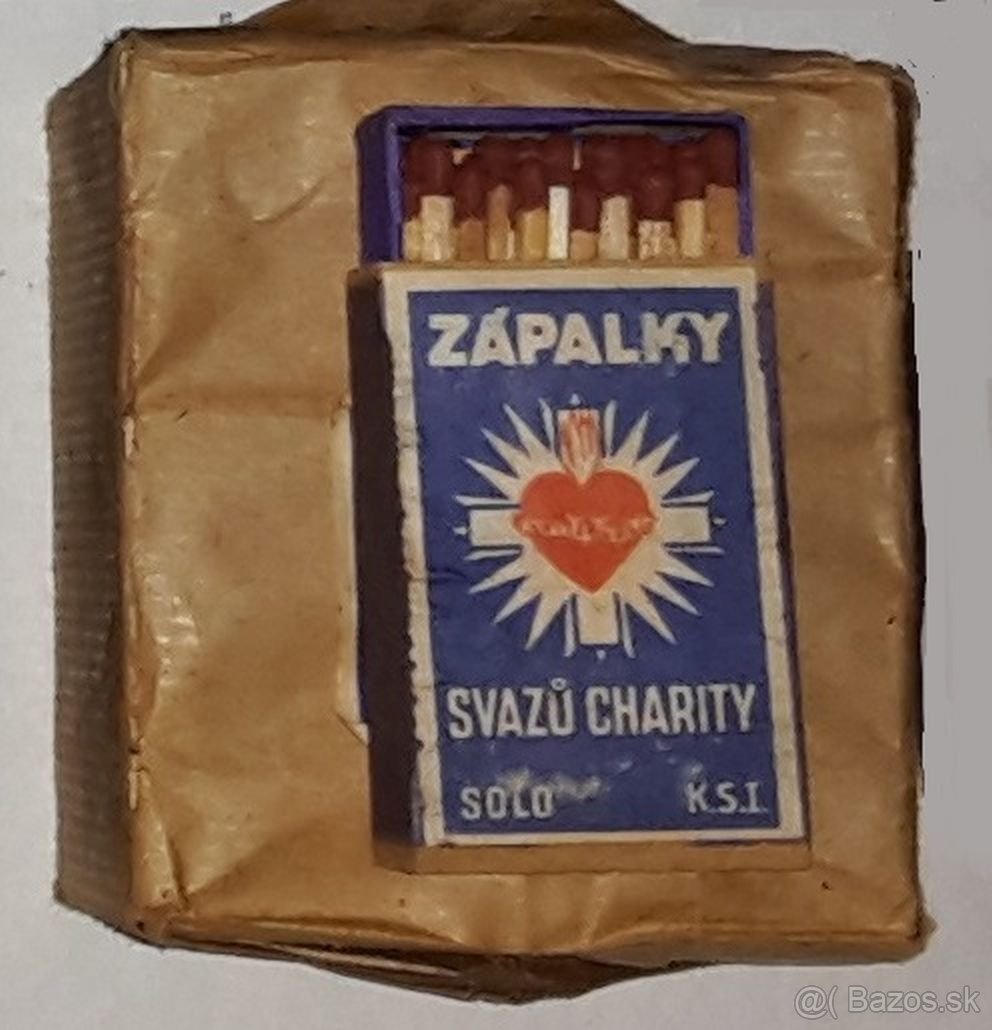 ZÁPALKY
SVAZŮ CHARITY
SOLO K.S.I.
@( Bazos.sk